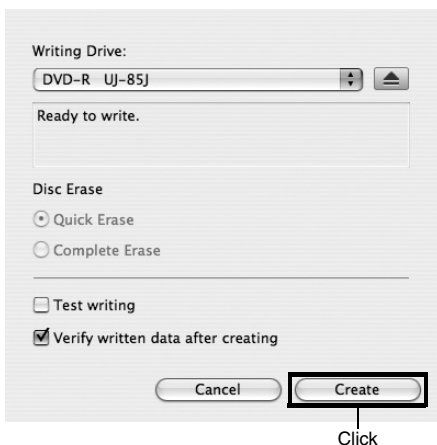 Writing Drive:
DVD-R UJ-85J
Ready to write.
Disc Erase
Quick Erase
Complete Erase
Test writing
Verify written data after creating
Cancel Create
Click